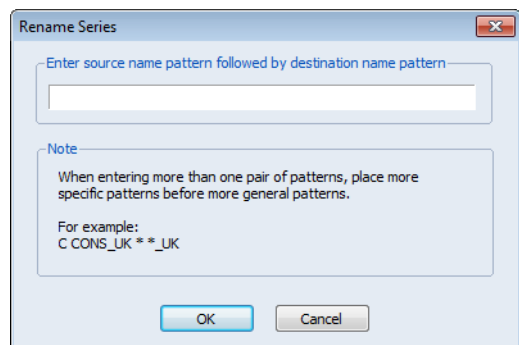 Rename Series
Enter source name pattern followed by destination name pattern
Note
When entering more than one pair of patterns, place more
specific patterns before more general patterns.
For example:
C CONS_UK * *_UK
OK
Cancel